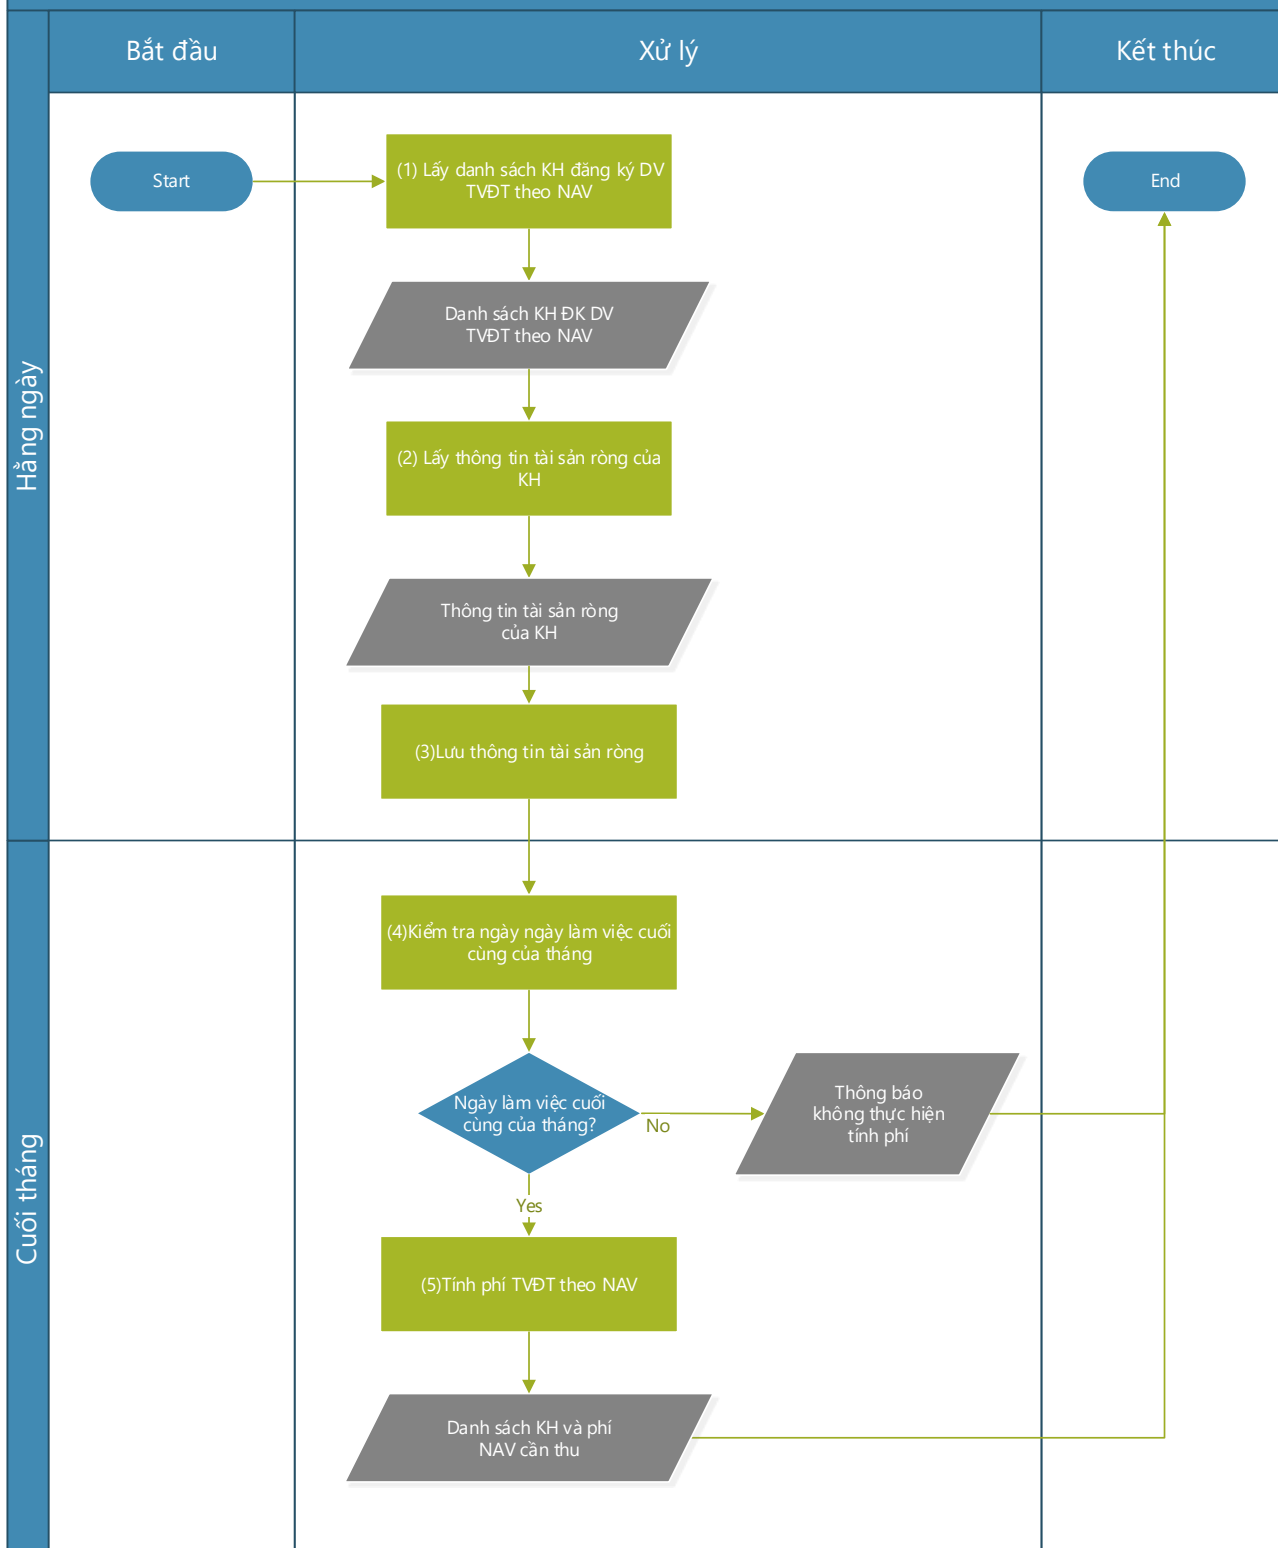 Bắt đầu
Xử lý
Kết thúc
Hằng ngày
Start
(1) Lấy danh sách KH đăng ký DV
TVĐT theo NAV
End
Danh sách KH ĐK DV
TVĐT theo NAV
(2) Lấy thông tin tài sản ròng của
KH
Thông tin tài sản ròng
của KH
(3)Lưu thông tin tài sản ròng
Cuối tháng
(4)Kiểm tra ngày ngày làm việc cuối
cùng của tháng
Ngày làm việc cuối
cùng của tháng?
No
Thông báo
không thực hiện
tính phí
Yes
(5)Tính phí TVĐT theo NAV
Danh sách KH và phí
NAV cần thu